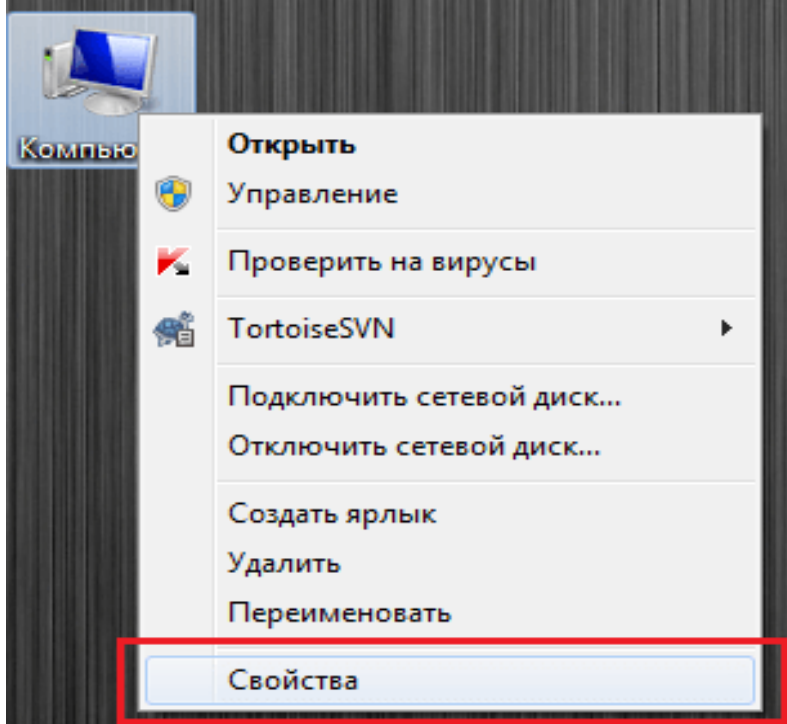 Компью
Открыть
Управление
Проверить на вирусы
TortoiseSVN
Подключить сетевой диск...
Отключить сетевой диск...
Создать ярлык
Удалить
Переименовать
Свойства